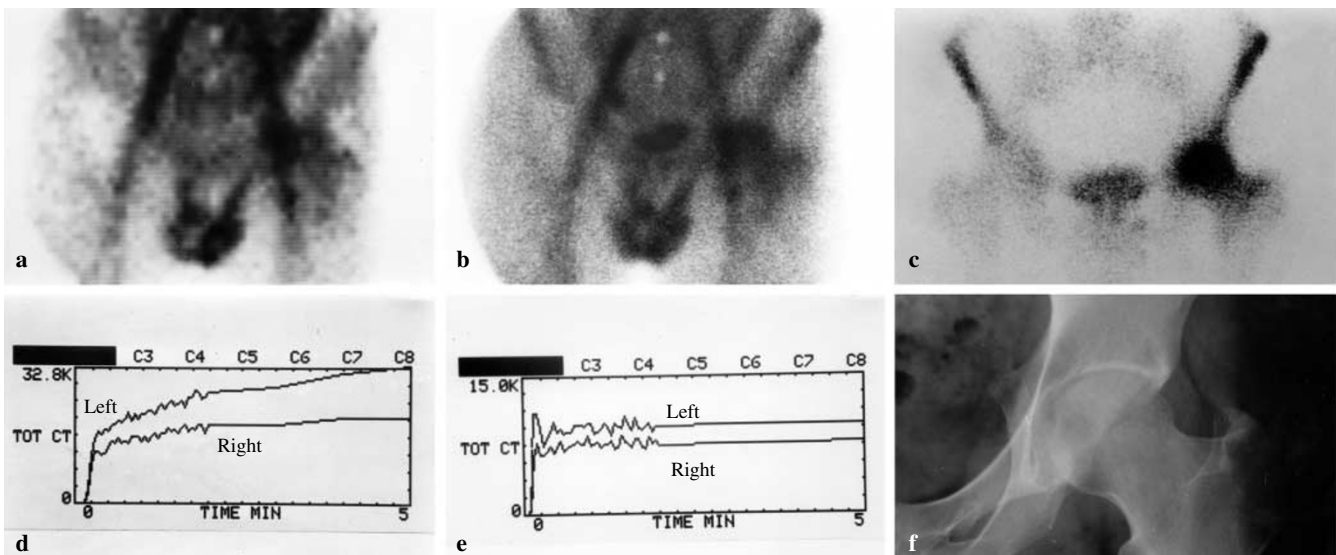 a
b
c
C3 C4 C5 C6 C7 C8
32.8K
Left
TOT CT
Right
0
0 TIME MIN 5
d
C3 C4 C5 C6 C7 C8
15.0K
Left
TOT CT
Right
0
0 TIME MIN 5
e
f